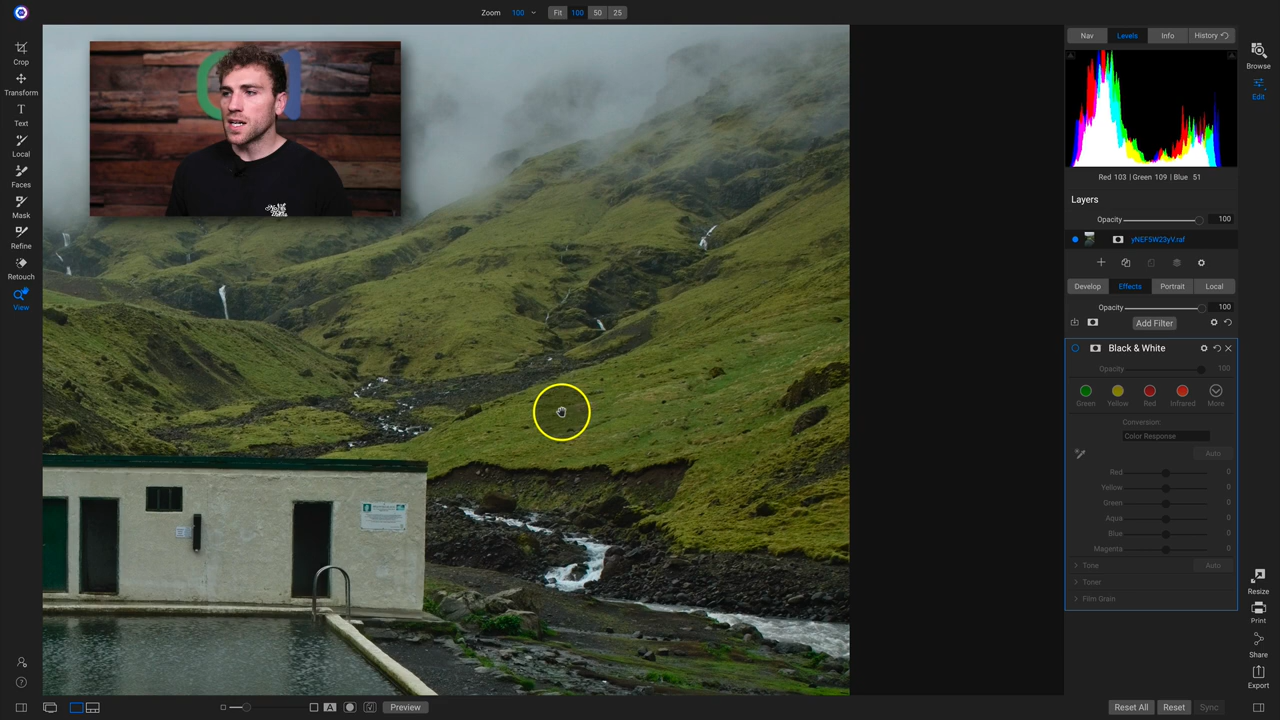 Zoom 100 Fit 100 50 25
Nav Levels Info History
Crop
Transform
Text
Local
Faces
Mask
Refine
Retouch
View
Browse
Edit
Red 103 | Green 109 | Blue 51
Layers
Opacity 100
yNEF5W23yV.raf
Develop Effects Portrait Local
Opacity 100
Add Filter
Black & White
Opacity 100
Green Yellow Red Infrared More
Conversion
Color Response
Auto
Red 0
Yellow 0
Green 0
Aqua 0
Blue 0
Magenta 0
Tone Auto
Toner
Film Grain
Resize
Print
Share
Export
A Preview
Reset All Reset Sync